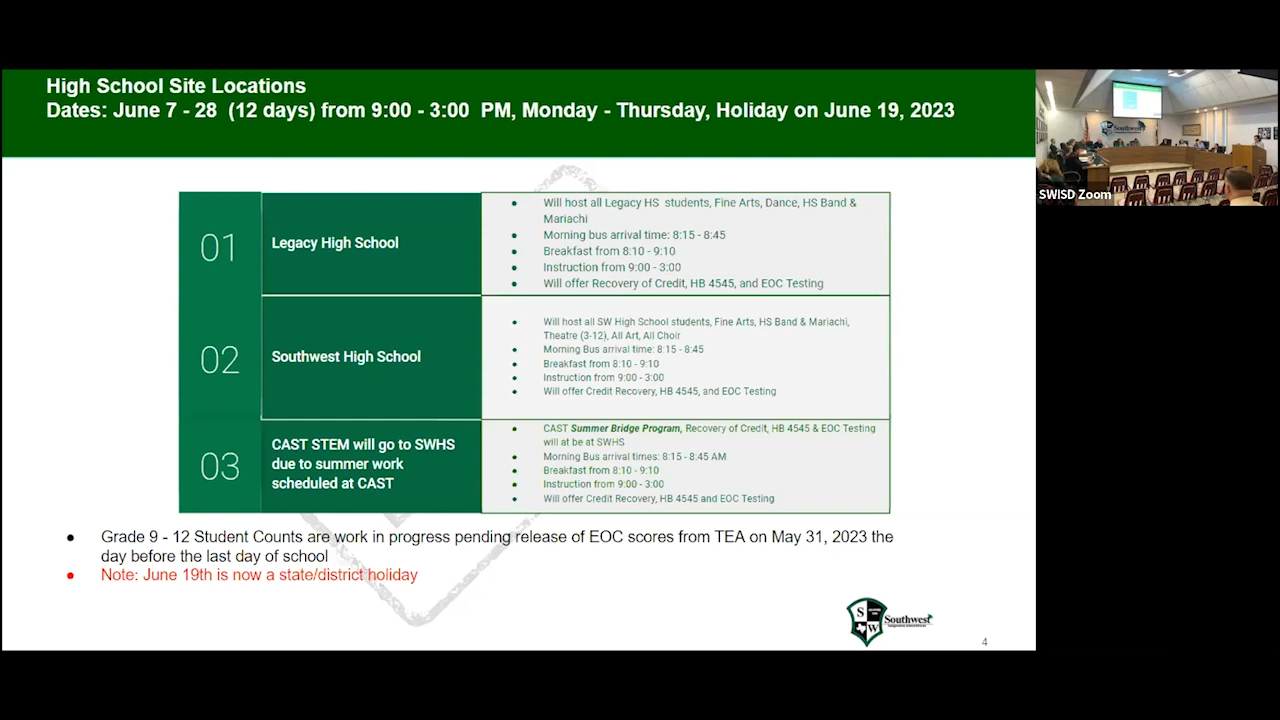 High School Site Locations
Dates: June 7 - 28 (12 days) from 9:00 - 3:00 PM, Monday - Thursday, Holiday on June 19, 2023
01
Legacy High School
• Will host all Legacy HS students, Fine Arts, Dance, HS Band &
Mariachi
• Morning bus arrival time: 8:15 - 8:45
• Breakfast from 8:10 - 9:10
• Instruction from 9:00 - 3:00
• Will offer Recovery of Credit, HB 4545, and EOC Testing
02
Southwest High School
• Will host all SW High School students, Fine Arts, HS Band & Mariachi,
Theatre (3-12), All Art, All Choir
• Morning Bus arrival time: 8:15 - 8:45
• Breakfast from 8:10 - 9:10
• Instruction from 9:00 - 3:00
• Will offer Credit Recovery, HB 4545, and EOC Testing
03
CAST STEM will go to SWHS
due to summer work
scheduled at CAST
• CAST Summer Bridge Program, Recovery of Credit, HB 4545 & EOC Testing
will at be at SWHS
• Morning Bus arrival times: 8:15 - 8:45 AM
• Breakfast from 8:10 - 9:10
• Instruction from 9:00 - 3:00
• Will offer Credit Recovery, HB 4545 and EOC Testing
• Grade 9 - 12 Student Counts are work in progress pending release of EOC scores from TEA on May 31, 2023 the
day before the last day of school
• Note: June 19th is now a state/district holiday
S
W
Southwest
4
Southwest
SWISD Zoom